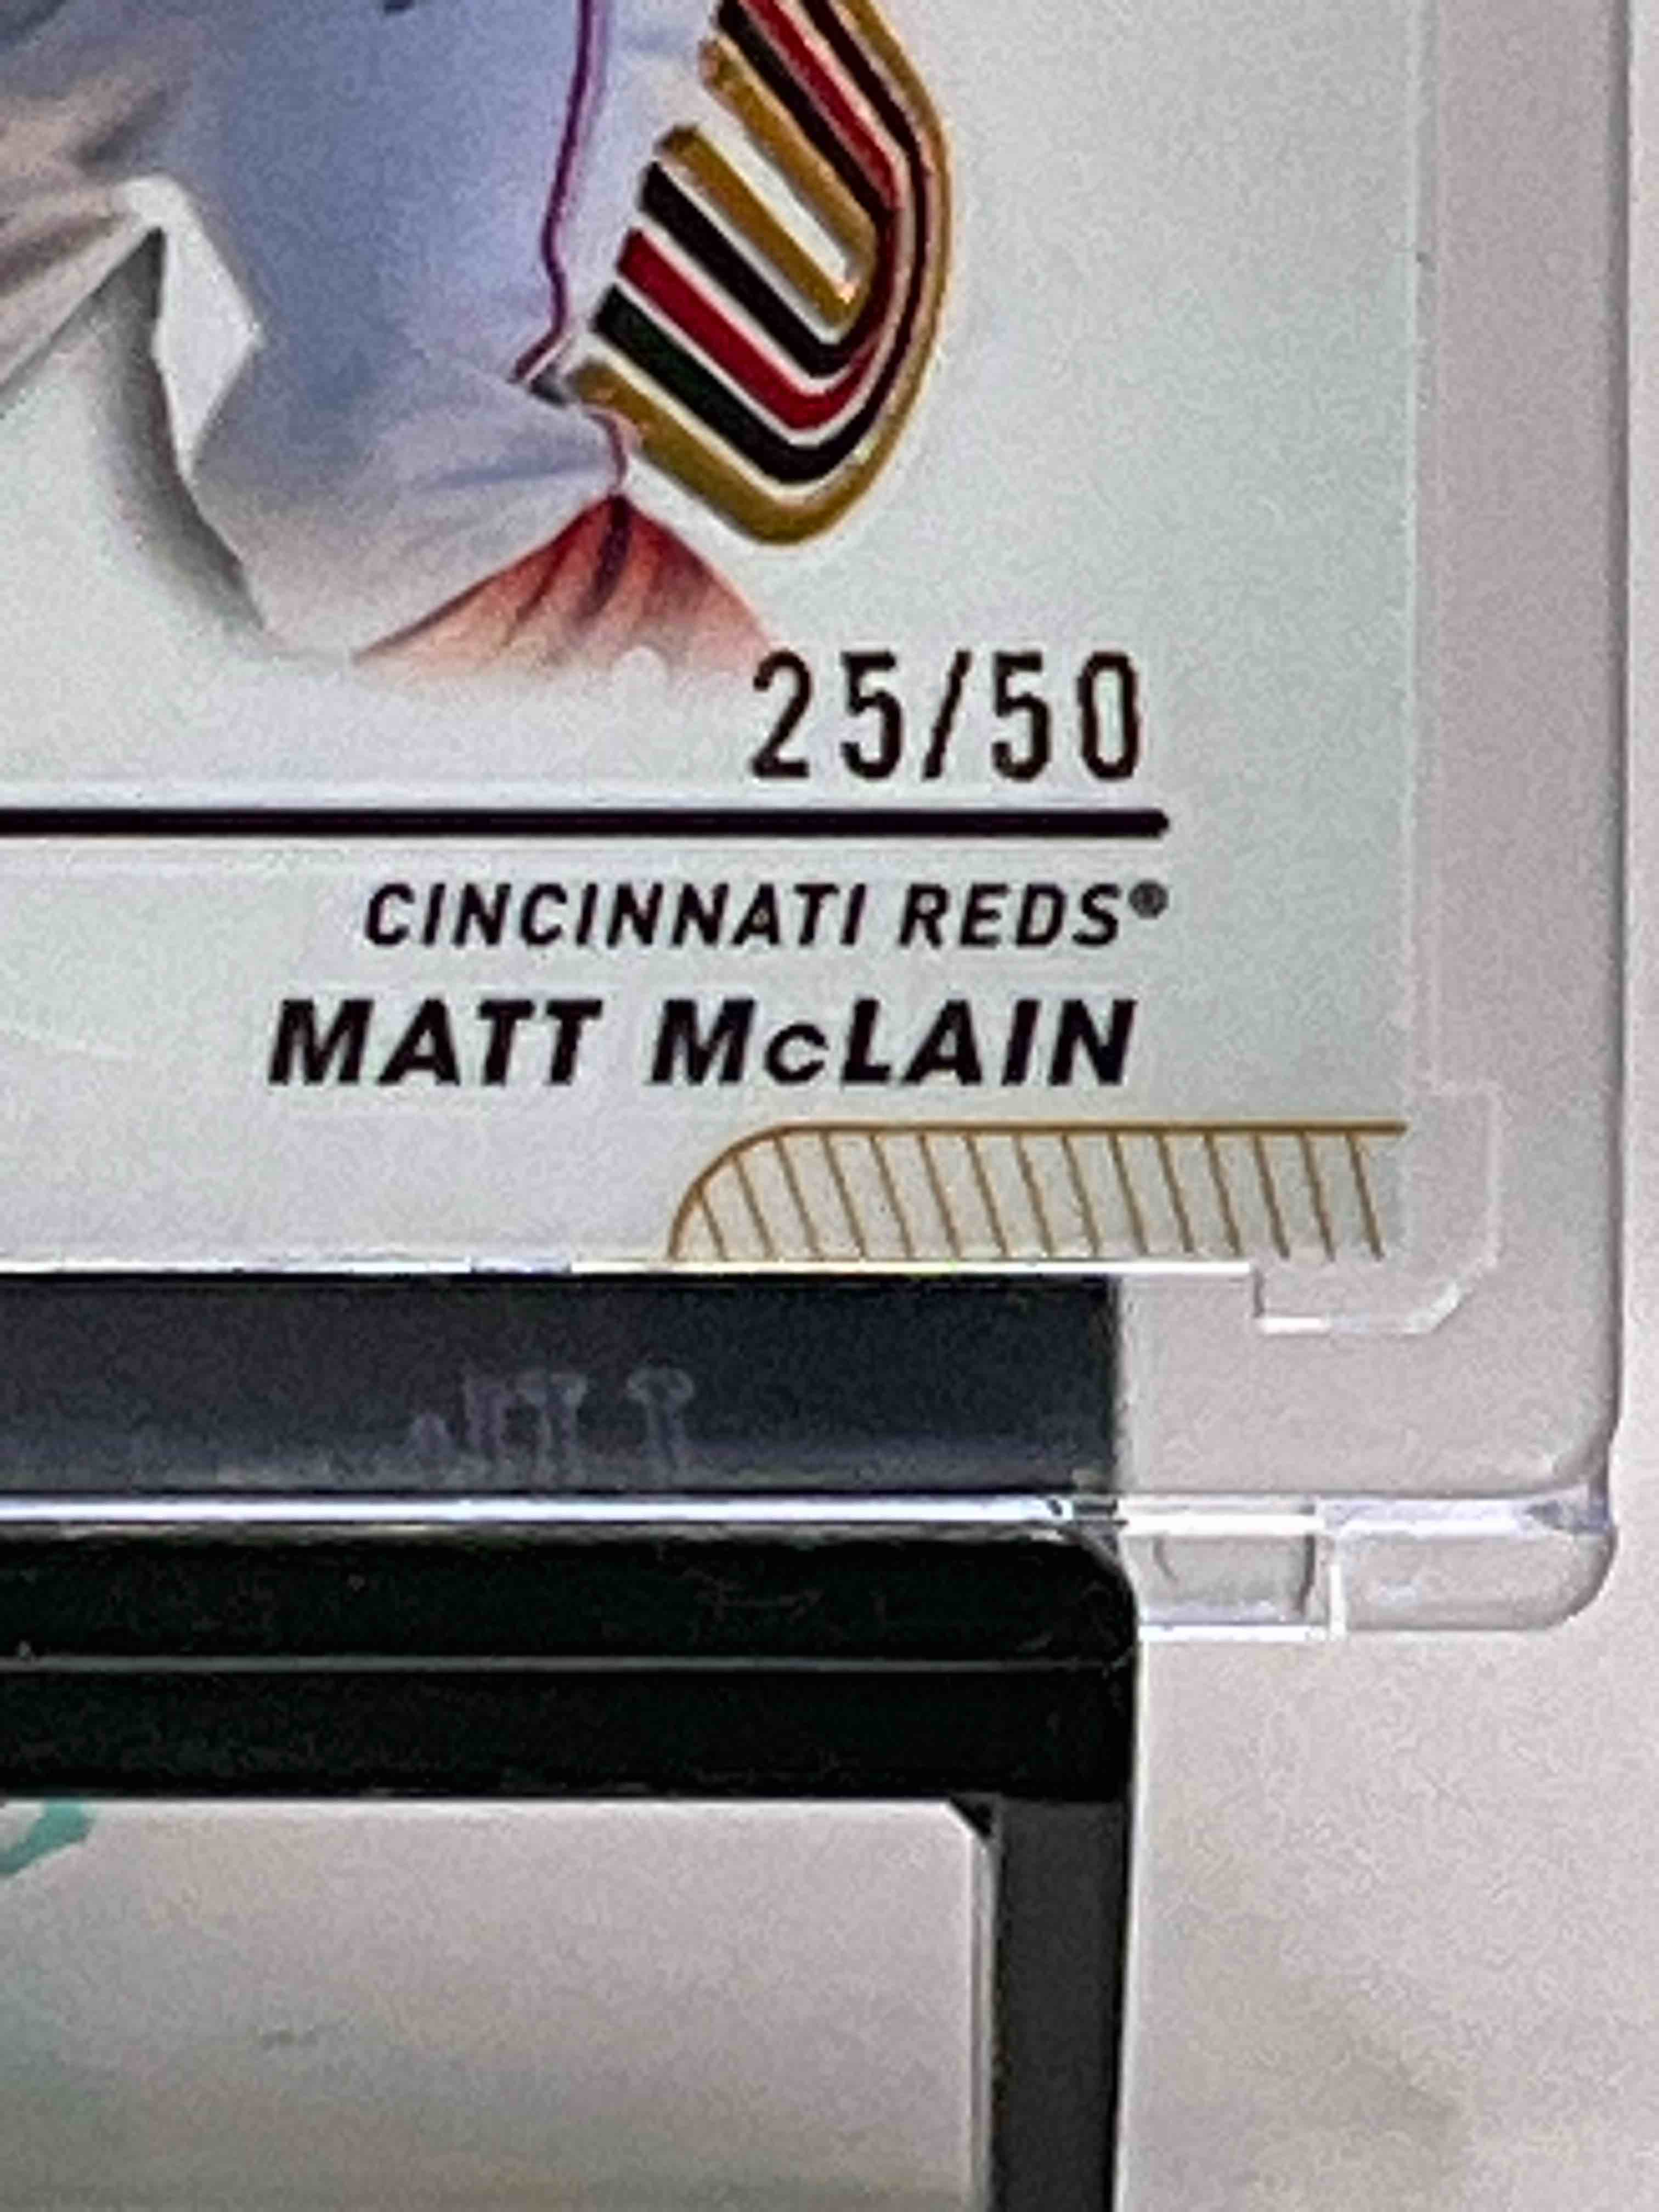 25/50
CINCINNATI REDS®
MATT McLAIN